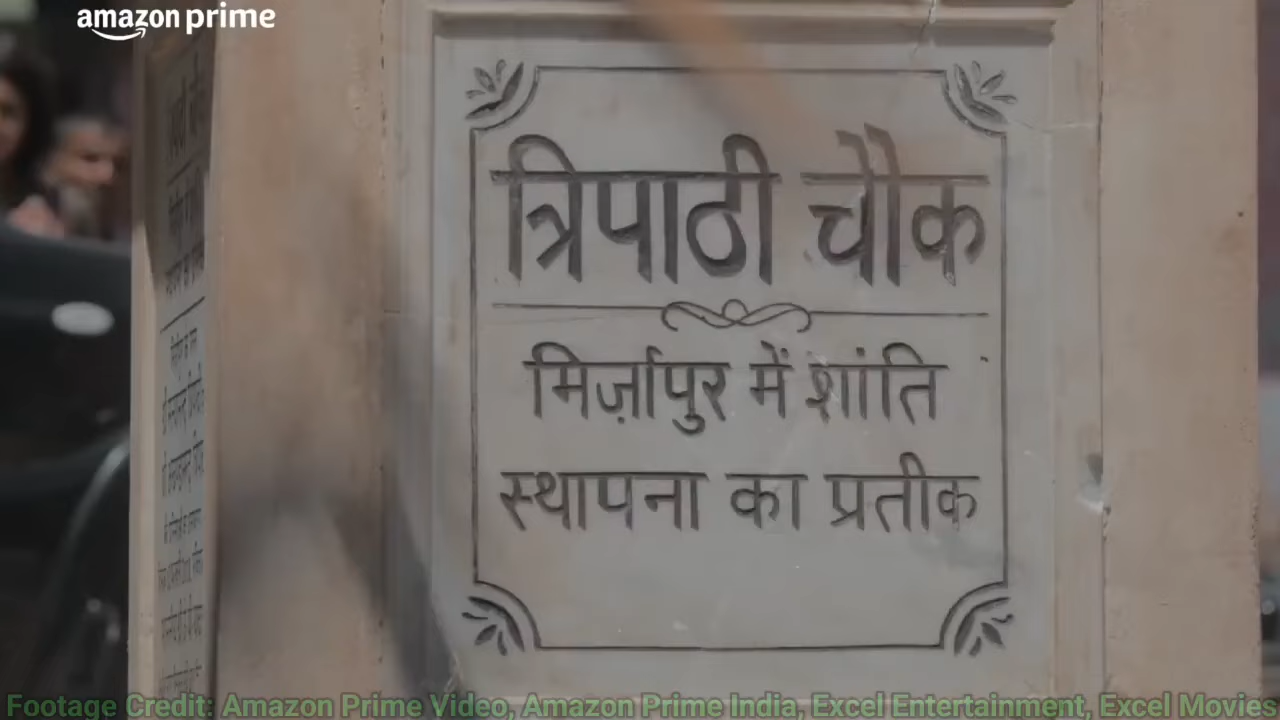 amazon prime
त्रिपाठी चौक
मिर्ज़ापुर में शांति
स्थापना का प्रतीक
Footage Credit: Amazon Prime Video, Amazon Prime India, Excel Entertainment, Excel Movies